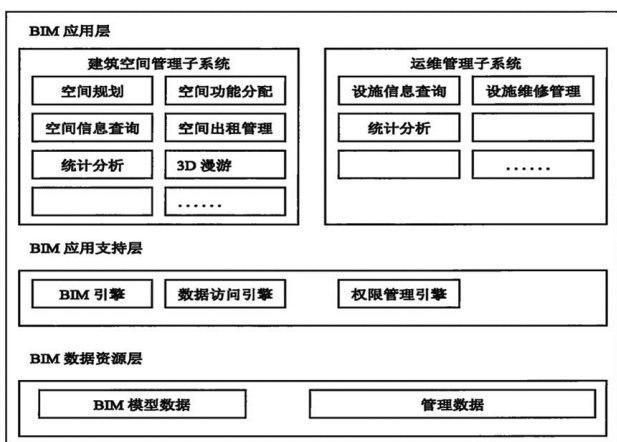 BIM 应用层
建筑空间管理子系统
空间规划 空间功能分配
空间信息查询 空间出租管理
统计分析 3D 漫游
......
运维管理子系统
设施信息查询 设施维修管理
统计分析
......
BIM 应用支持层
BIM 引擎 数据访问引擎 权限管理引擎
BIM 数据资源层
BIM 模型数据 管理数据